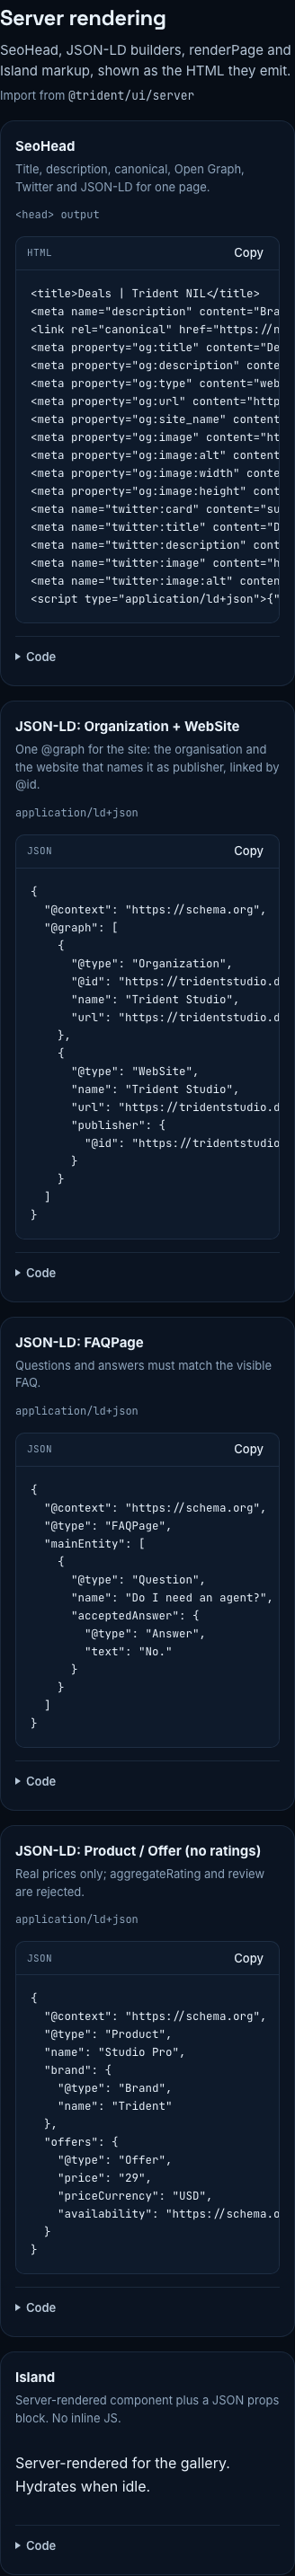 Server rendering
SeoHead, JSON-LD builders, renderPage and
Island markup, shown as the HTML they emit.
Import from @trident/ui/server
SeoHead
Title, description, canonical, Open Graph,
Twitter and JSON-LD for one page.
<head> output
HTML
Copy
<title>Deals | Trident NIL</title>
<meta name="description" content="Bra
<link rel="canonical" href="https://n
<meta property="og:title" content="De
<meta property="og:description" conte
<meta property="og:type" content="web
<meta property="og:url" content="http
<meta property="og:site_name" content
<meta property="og:image" content="ht
<meta property="og:image:alt" content
<meta property="og:image:width" conte
<meta property="og:image:height" cont
<meta name="twitter:card" content="su
<meta name="twitter:title" content="D
<meta name="twitter:description" cont
<meta name="twitter:image" content="h
<meta name="twitter:image:alt" conten
<script type="application/ld+json">{"
Code
JSON-LD: Organization + WebSite
One @graph for the site: the organisation and
the website that names it as publisher, linked by
@id.
application/ld+json
JSON
Copy
{
"@context": "https://schema.org",
"@graph": [
{
"@type": "Organization",
"@id": "https://tridentstudio.d
"name": "Trident Studio",
"url": "https://tridentstudio.d
},
{
"@type": "WebSite",
"name": "Trident Studio",
"url": "https://tridentstudio.d
"publisher": {
"@id": "https://tridentstudio
}
}
]
}
Code
JSON-LD: FAQPage
Questions and answers must match the visible
FAQ.
application/ld+json
JSON
Copy
{
"@context": "https://schema.org",
"@type": "FAQPage",
"mainEntity": [
{
"@type": "Question",
"name": "Do I need an agent?",
"acceptedAnswer": {
"@type": "Answer",
"text": "No."
}
}
]
}
Code
JSON-LD: Product / Offer (no ratings)
Real prices only; aggregateRating and review
are rejected.
application/ld+json
JSON
Copy
{
"@context": "https://schema.org",
"@type": "Product",
"name": "Studio Pro",
"brand": {
"@type": "Brand",
"name": "Trident"
},
"offers": {
"@type": "Offer",
"price": "29",
"priceCurrency": "USD",
"availability": "https://schema.o
}
}
Code
Island
Server-rendered component plus a JSON props
block. No inline JS.
Server-rendered for the gallery.
Hydrates when idle.
Code